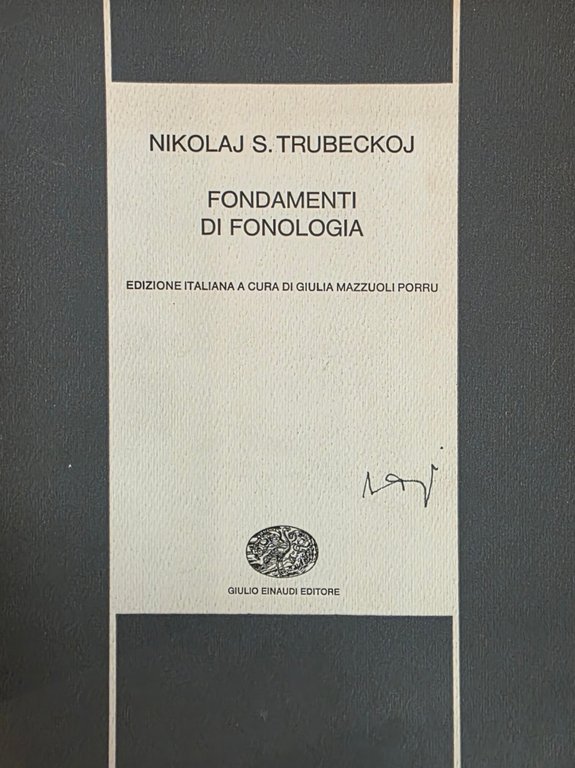 NIKOLAJ S. TRUBECKOJ
FONDAMENTI
DI FONOLOGIA
EDIZIONE ITALIANA A CURA DI GIULIA MAZZUOLI PORRU
GIULIO EINAUDI EDITORE